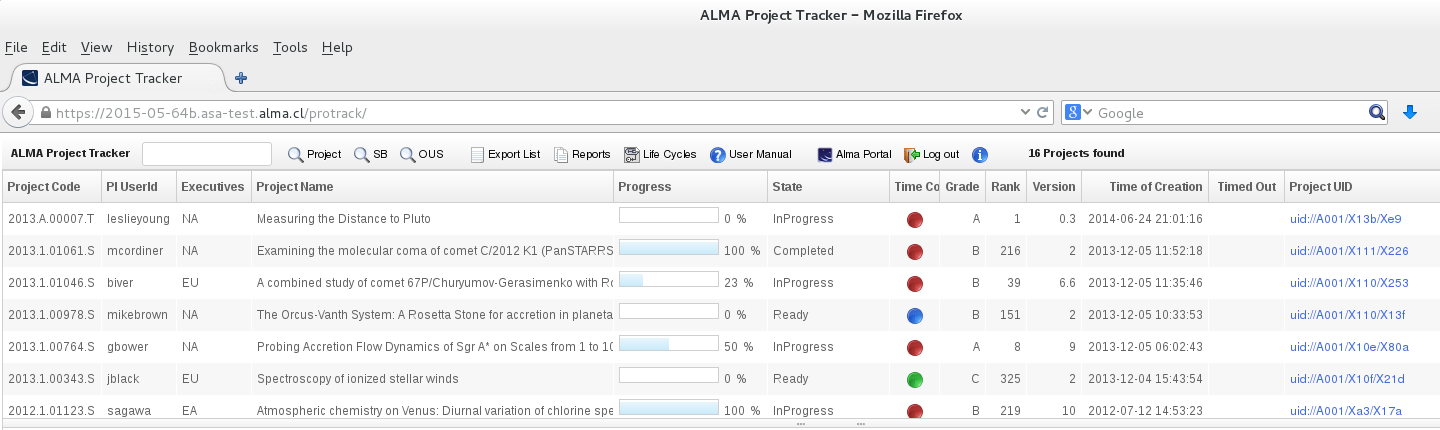 ALMA Project Tracker – Mozilla Firefox
File Edit View History Bookmarks Tools Help
ALMA Project Tracker
https://2015-05-64b.asa-test.alma.cl/protrack/ Google
ALMA Project Tracker Project SB OUS Export List Reports Life Cycles User Manual Alma Portal Log out 16 Projects found
Project Code PI UserId Executives Project Name Progress State Time Co Grade Rank Version Time of Creation Timed Out Project UID
2013.A.00007.T leslieyoung NA Measuring the Distance to Pluto 0 % InProgress A 1 0.3 2014-06-24 21:01:16 uid://A001/X13b/Xe9
2013.1.01061.S mcordiner NA Examining the molecular coma of comet C/2012 K1 (PanSTARRS 100 % Completed B 216 2 2013-12-05 11:52:18 uid://A001/X111/X226
2013.1.01046.S biver EU A combined study of comet 67P/Churyumov-Gerasimenko with Ro 23 % InProgress B 39 6.6 2013-12-05 11:35:46 uid://A001/X110/X253
2013.1.00978.S mikebrown NA The Orcus-Vanth System: A Rosetta Stone for accretion in planeta 0 % Ready B 151 2 2013-12-05 10:33:53 uid://A001/X110/X13f
2013.1.00764.S gbower NA Probing Accretion Flow Dynamics of Sgr A* on Scales from 1 to 10 50 % InProgress A 8 9 2013-12-05 06:02:43 uid://A001/X10e/X80a
2013.1.00343.S jblack EU Spectroscopy of ionized stellar winds 0 % Ready C 325 2 2013-12-04 15:43:54 uid://A001/X10f/X21d
2012.1.01123.S sagawa EA Atmospheric chemistry on Venus: Diurnal variation of chlorine spe 100 % InProgress B 219 10 2012-07-12 14:53:23 uid://A001/Xa3/X17a